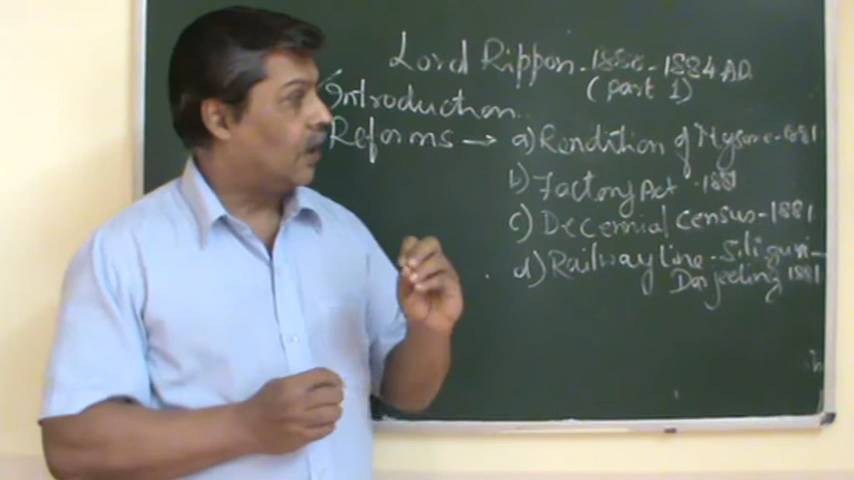 Lord Rippon - 1880 - 1884 AD
(part 1)
Introduction
Reforms → a) Rendition of Mysore - 1881
b) Factory Act - 1881
c) Decennial census - 1881
d) Railway line - Siliguri -
Darjeeling 1881